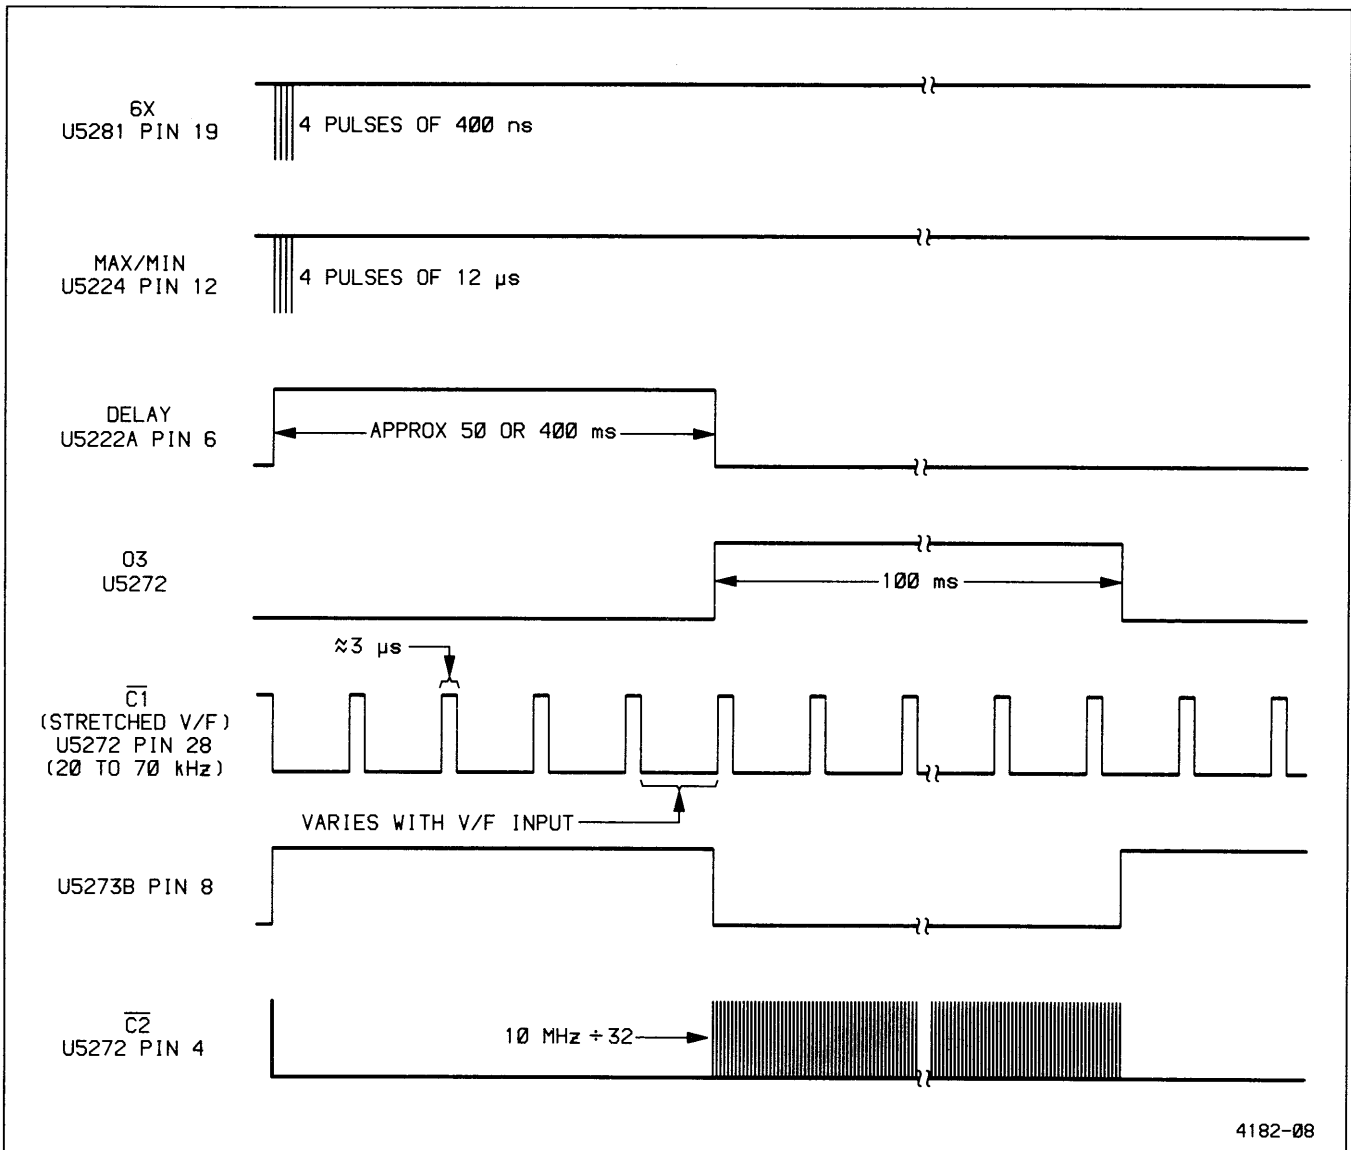 6X
U5281 PIN 19
4 PULSES OF 400 ns
MAX/MIN
U5224 PIN 12
4 PULSES OF 12 µs
DELAY
U5222A PIN 6
APPROX 50 OR 400 ms
03
U5272
100 ms
≈3 µs
C1
(STRETCHED V/F)
U5272 PIN 28
(20 TO 70 kHz)
VARIES WITH V/F INPUT
U5273B PIN 8
C2
U5272 PIN 4
10 MHz ÷32
4182-08